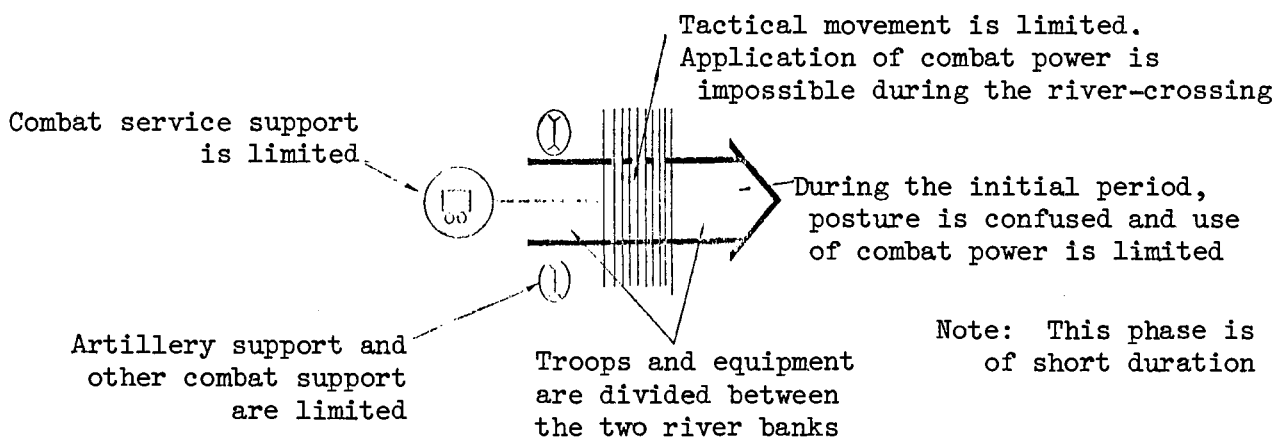 Tactical movement is limited.
Application of combat power is
impossible during the river-crossing
Combat service support
is limited
During the initial period,
posture is confused and use
of combat power is limited
Artillery support and
other combat support
are limited
Troops and equipment
are divided between
the two river banks
Note: This phase is
of short duration